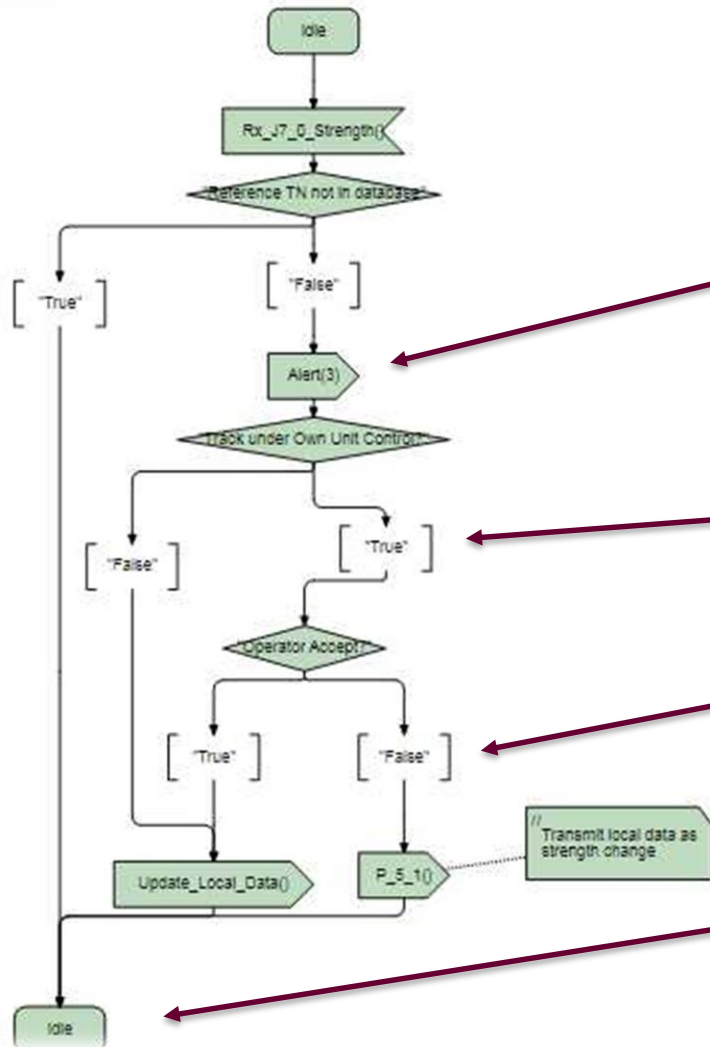 Idle
Rx_J7_0_Strength()
"Reference TN not in database"
"True"
"False"
Alert(3)
"Track under Own Unit Control?"
"False"
"True"
"Operator Accept?"
"True"
"False"
//
Transmit local data as
strength change
Update_Local_Data()
P_5_1()
Idle